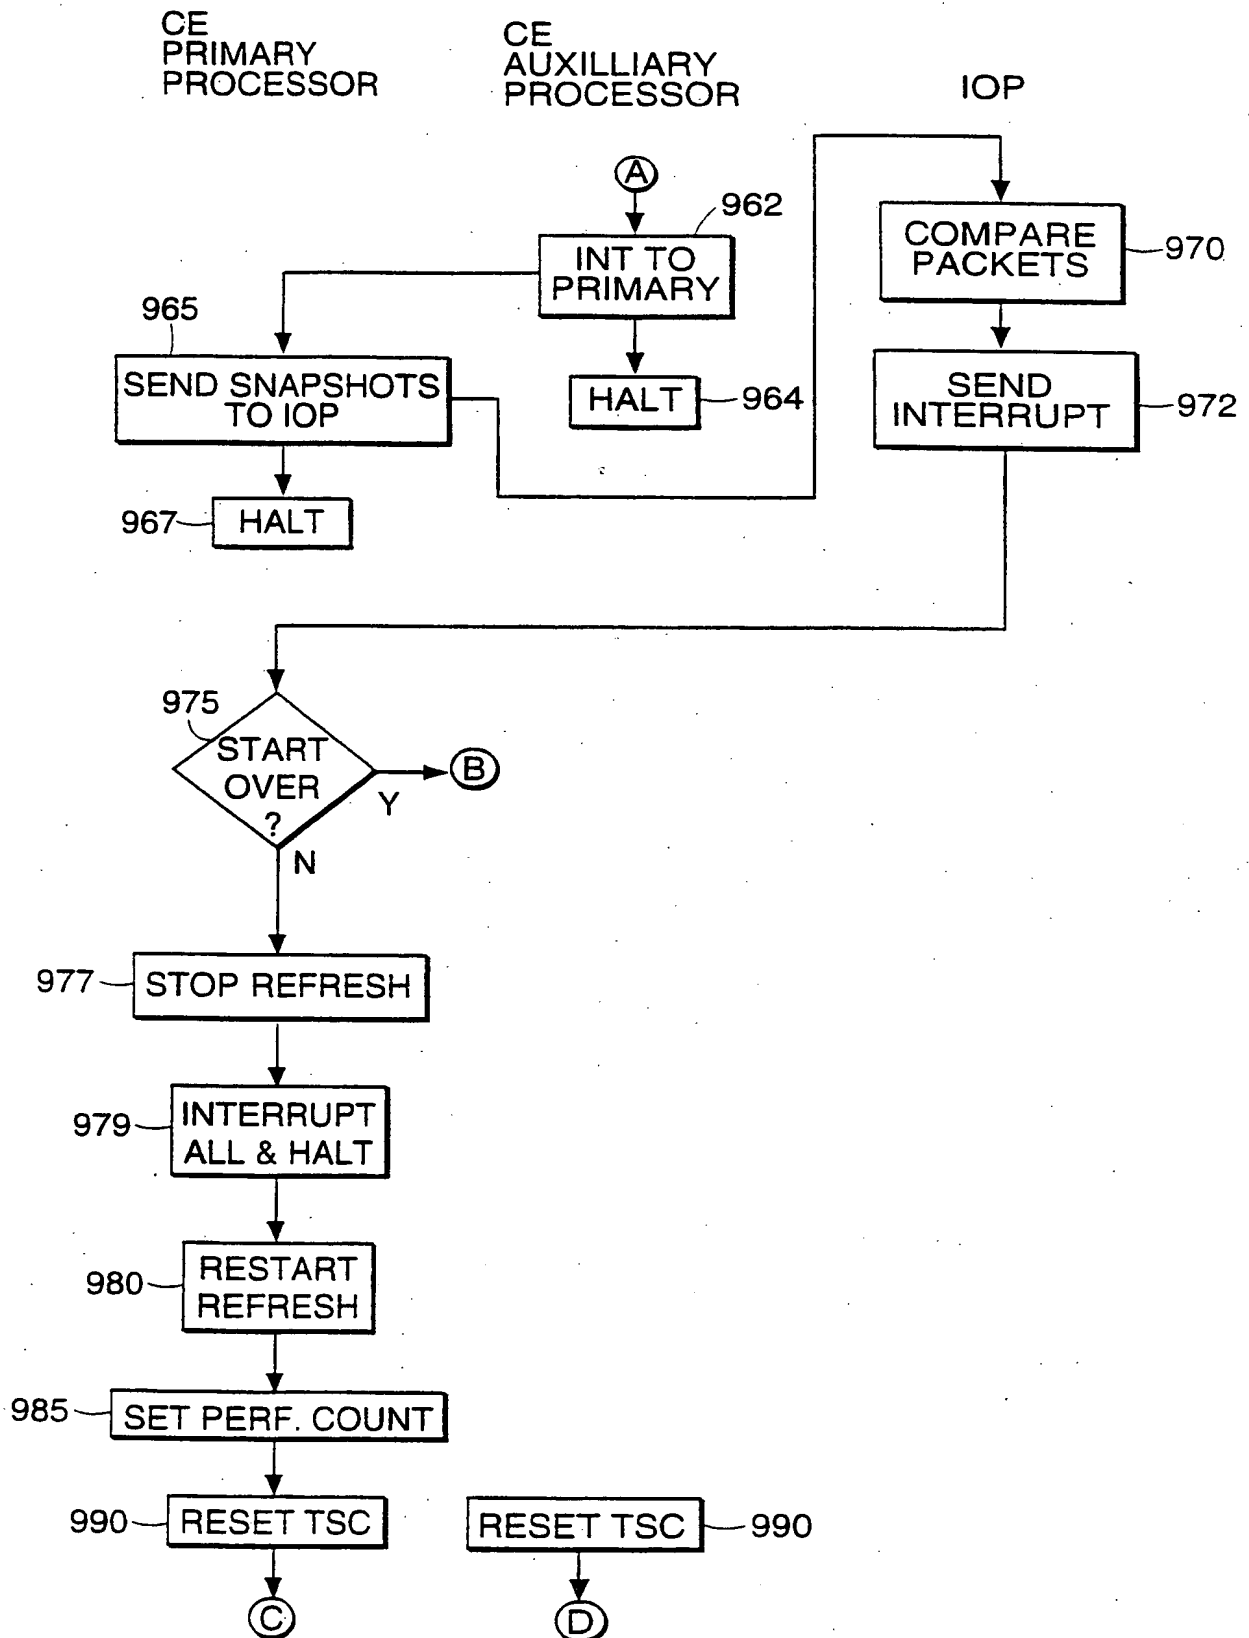 CE
PRIMARY
PROCESSOR
CE
AUXILLIARY
PROCESSOR
IOP
A
962
INT TO
PRIMARY
COMPARE
PACKETS
970
965
SEND SNAPSHOTS
TO IOP
HALT
964
SEND
INTERRUPT
972
967
HALT
975
START
OVER
?
B
Y
N
977
STOP REFRESH
979
INTERRUPT
ALL & HALT
980
RESTART
REFRESH
985
SET PERF. COUNT
990
RESET TSC
RESET TSC
990
C
D